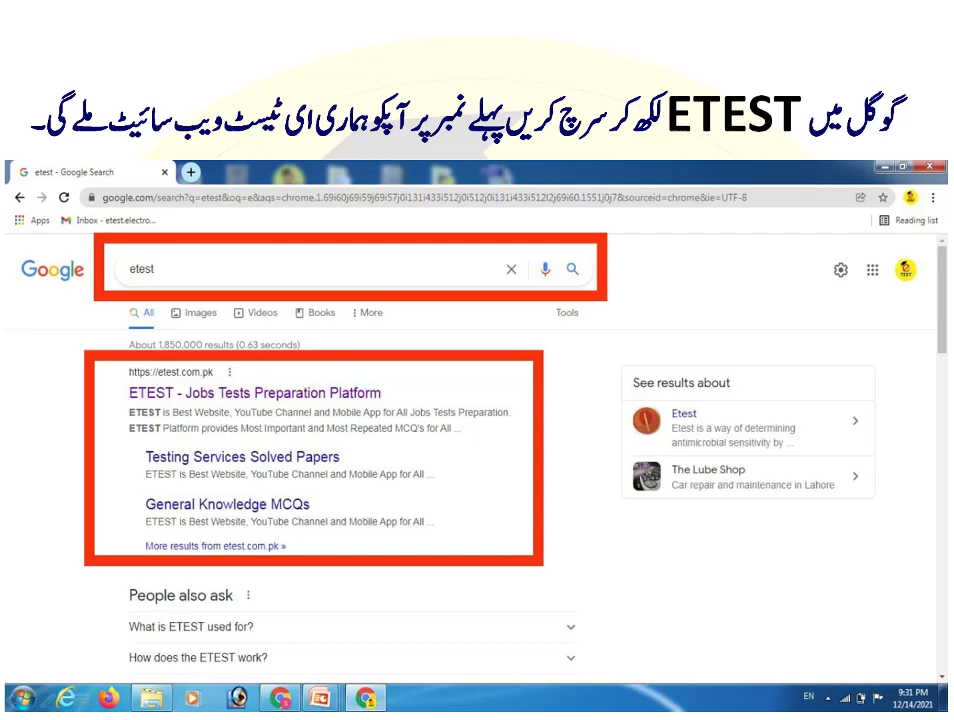 گوگل میں ETEST لکھ کر سرچ کریں پہلے نمبر پر آپکو ہماری ای ٹیسٹ ویب سائیٹ ملے گی۔
etest - Google Search
google.com/search?q=etest&oq=e&aqs=chrome.1.69i60j69i59j69i57j0i131i433i512j0i512j0i131i433i512l2j69i60.1551j0j7&sourceid=chrome&ie=UTF-8
Apps Inbox - etest.electro... Reading list
Google etest
All Images Videos Books More Tools
About 1,850,000 results (0.63 seconds)
https://etest.com.pk
ETEST - Jobs Tests Preparation Platform
ETEST is Best Website, YouTube Channel and Mobile App for All Jobs Tests Preparation.
ETEST Platform provides Most Important and Most Repeated MCQ's for All ...
Testing Services Solved Papers
ETEST is Best Website, YouTube Channel and Mobile App for All ...
General Knowledge MCQs
ETEST is Best Website, YouTube Channel and Mobile App for All ...
More results from etest.com.pk »
See results about
Etest
Etest is a way of determining
antimicrobial sensitivity by ...
The Lube Shop
Car repair and maintenance in Lahore
People also ask
What is ETEST used for?
How does the ETEST work?
EN 9:31 PM
12/14/2021